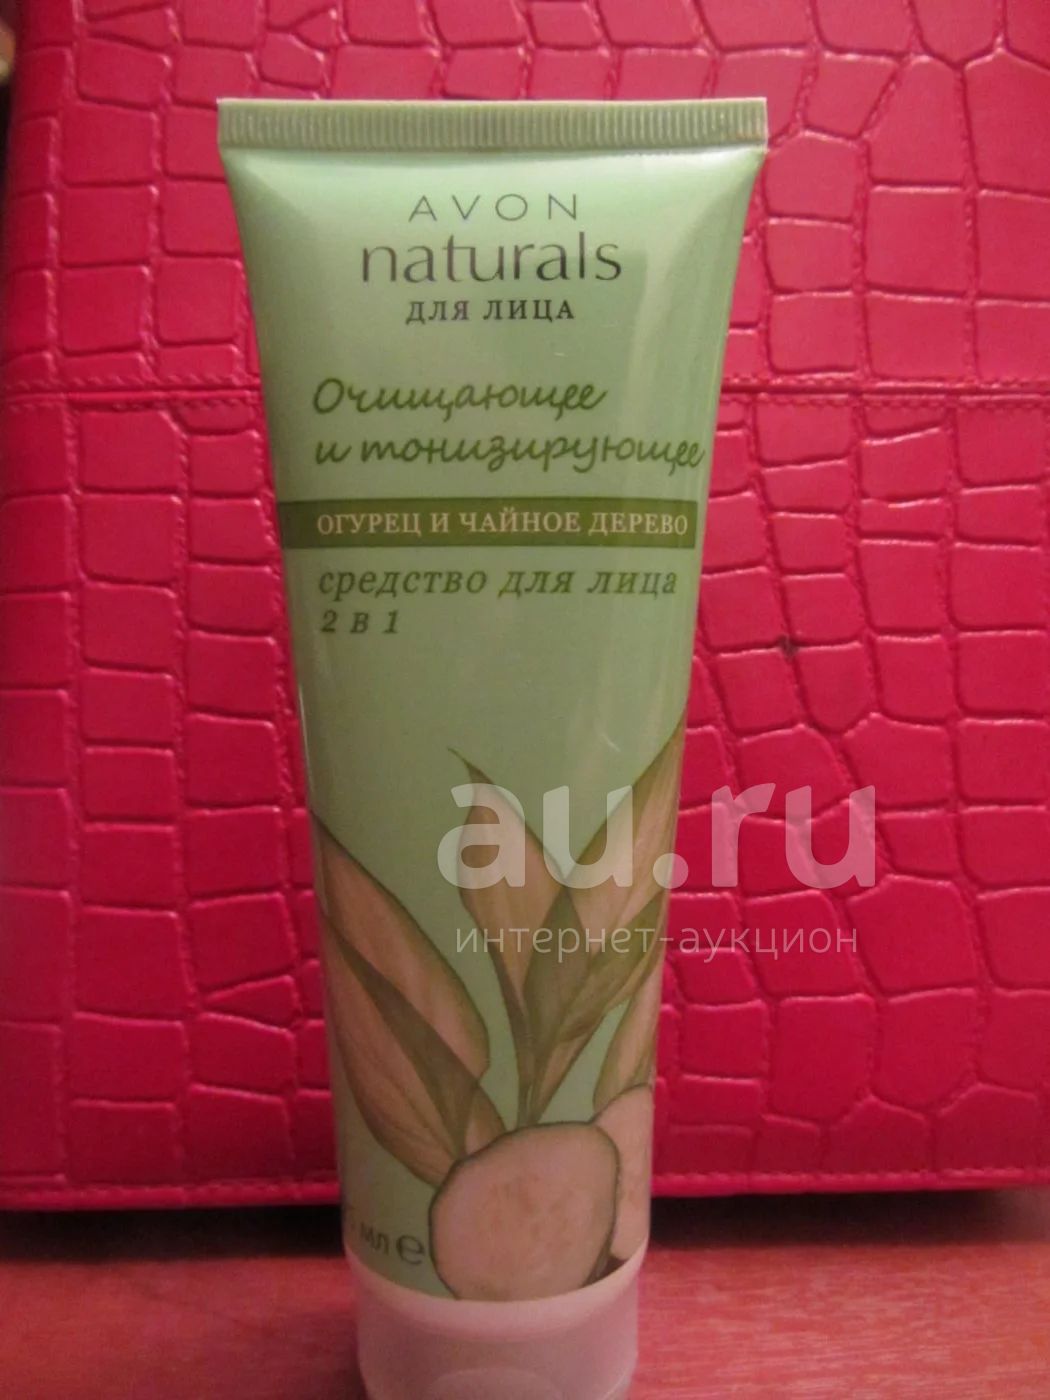 AVON
naturals
ДЛЯ ЛИЦА
Очищающее
и тонизирующее
ОГУРЕЦ И ЧАЙНОЕ ДЕРЕВО
средство для лица
2 в 1
au.ru
интернет-аукцион
мл e